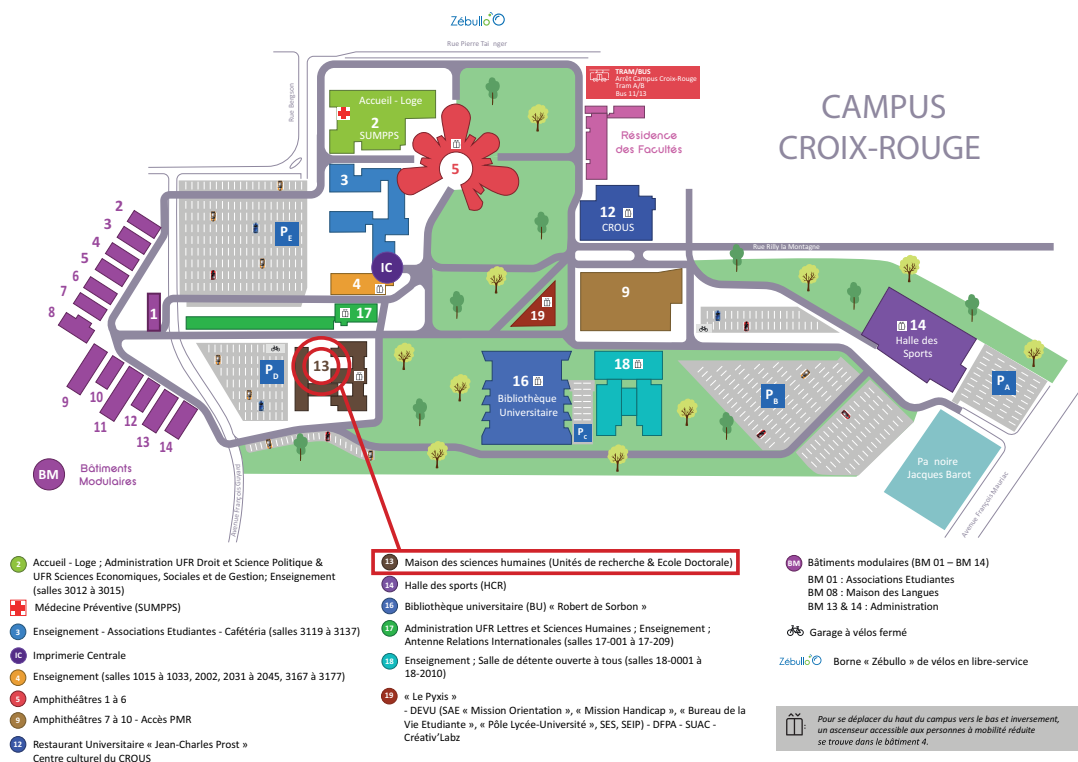 Zébullo
Rue Pierre Tai nger
TRAM/BUS
Arrêt Campus Croix-Rouge
Tram A/B
Bus 11/13
CAMPUS
CROIX-ROUGE
Rue Bergson
Accueil - Loge
2
SUMPPS
5
Résidence
des Facultés
3
12
CROUS
Rue Rilly la Montagne
2
3
4
5
6
7
8
PE
IC
4
9
1
17
19
14
Halle des
Sports
13
PD
16
Bibliothèque
Universitaire
18
PC
PB
PA
9
10
11
12
13
14
BM
Bâtiments
Modulaires
Avenue François Guyard
Pa noire
Jacques Barot
Avenue François Mauriac
2 Accueil - Loge ; Administration UFR Droit et Science Politique &
UFR Sciences Economiques, Sociales et de Gestion; Enseignement
(salles 3012 à 3015)
Médecine Préventive (SUMPPS)
3 Enseignement - Associations Etudiantes - Cafétéria (salles 3119 à 3137)
IC Imprimerie Centrale
4 Enseignement (salles 1015 à 1033, 2002, 2031 à 2045, 3167 à 3177)
5 Amphithéâtres 1 à 6
9 Amphithéâtres 7 à 10 - Accès PMR
12 Restaurant Universitaire « Jean-Charles Prost »
Centre culturel du CROUS
13 Maison des sciences humaines (Unités de recherche & Ecole Doctorale)
14 Halle des sports (HCR)
16 Bibliothèque universitaire (BU) « Robert de Sorbon »
17 Administration UFR Lettres et Sciences Humaines ; Enseignement ;
Antenne Relations Internationales (salles 17-001 à 17-209)
18 Enseignement ; Salle de détente ouverte à tous (salles 18-0001 à
18-2010)
19 « Le Pyxis »
- DEVU (SAE « Mission Orientation », « Mission Handicap », « Bureau de la
Vie Etudiante », « Pôle Lycée-Université », SES, SEIP) - DFPA - SUAC -
Créativ'Labz
BM Bâtiments modulaires (BM 01 – BM 14)
BM 01 : Associations Etudiantes
BM 08 : Maison des Langues
BM 13 & 14 : Administration
Garage à vélos fermé
Zébullo Borne « Zébullo » de vélos en libre-service
Pour se déplacer du haut du campus vers le bas et inversement,
un ascenseur accessible aux personnes à mobilité réduite
se trouve dans le bâtiment 4.